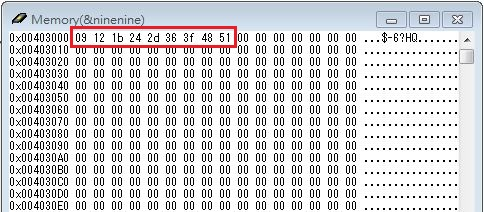 Memory(&ninenine)
0x00403000 09 12 1b 24 2d 36 3f 48 51 00 00 00 00 00 00 00 ...$-6?HQ.......
0x00403010 00 00 00 00 00 00 00 00 00 00 00 00 00 00 00 00 ................
0x00403020 00 00 00 00 00 00 00 00 00 00 00 00 00 00 00 00 ................
0x00403030 00 00 00 00 00 00 00 00 00 00 00 00 00 00 00 00 ................
0x00403040 00 00 00 00 00 00 00 00 00 00 00 00 00 00 00 00 ................
0x00403050 00 00 00 00 00 00 00 00 00 00 00 00 00 00 00 00 ................
0x00403060 00 00 00 00 00 00 00 00 00 00 00 00 00 00 00 00 ................
0x00403070 00 00 00 00 00 00 00 00 00 00 00 00 00 00 00 00 ................
0x00403080 00 00 00 00 00 00 00 00 00 00 00 00 00 00 00 00 ................
0x00403090 00 00 00 00 00 00 00 00 00 00 00 00 00 00 00 00 ................
0x004030A0 00 00 00 00 00 00 00 00 00 00 00 00 00 00 00 00 ................
0x004030B0 00 00 00 00 00 00 00 00 00 00 00 00 00 00 00 00 ................
0x004030C0 00 00 00 00 00 00 00 00 00 00 00 00 00 00 00 00 ................
0x004030D0 00 00 00 00 00 00 00 00 00 00 00 00 00 00 00 00 ................
0x004030E0 00 00 00 00 00 00 00 00 00 00 00 00 00 00 00 00 ................